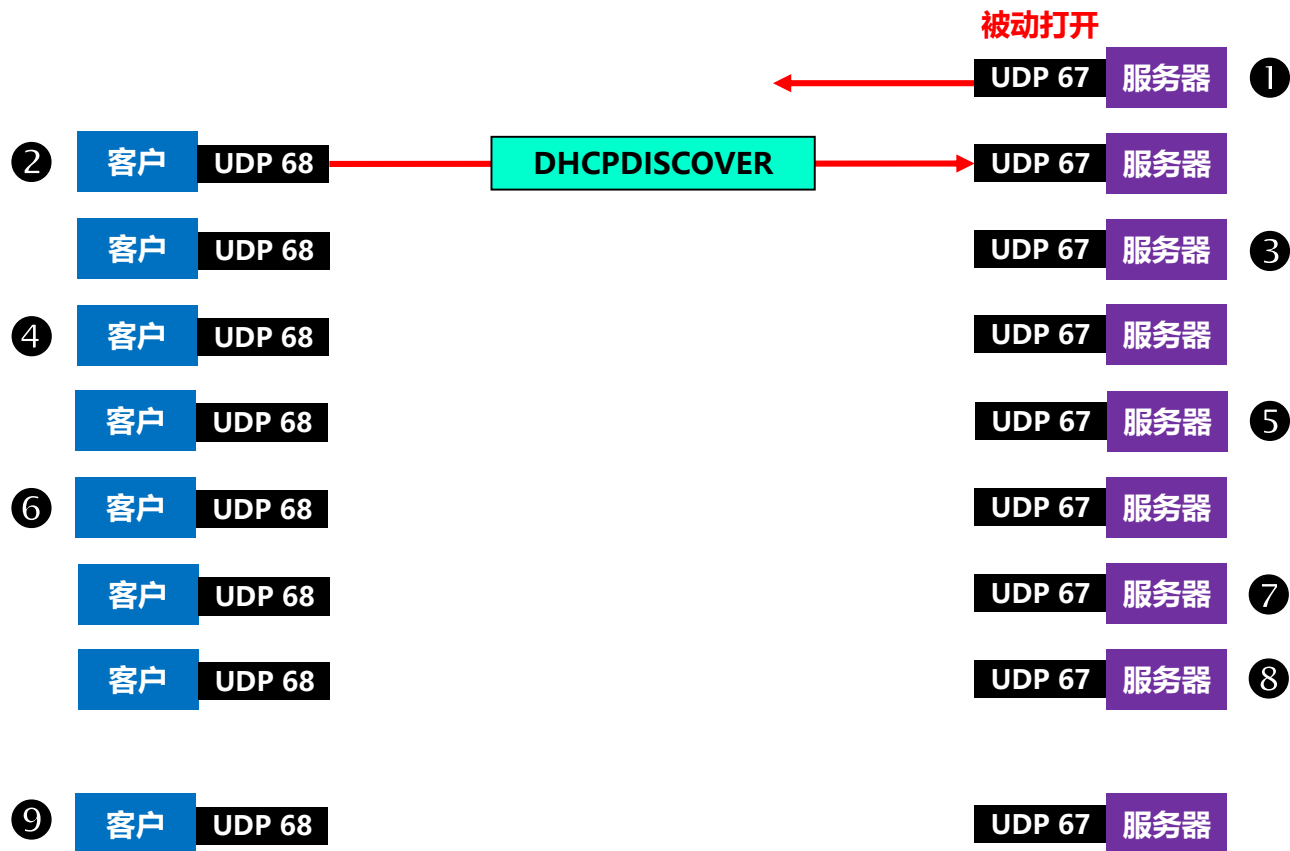 被动打开
UDP 67 服务器 ❶
❷ 客户 UDP 68 DHCPDISCOVER UDP 67 服务器
客户 UDP 68 UDP 67 服务器 ❸
❹ 客户 UDP 68 UDP 67 服务器
客户 UDP 68 UDP 67 服务器 ❺
❻ 客户 UDP 68 UDP 67 服务器
客户 UDP 68 UDP 67 服务器 ❼
客户 UDP 68 UDP 67 服务器 ❽
❾ 客户 UDP 68 UDP 67 服务器